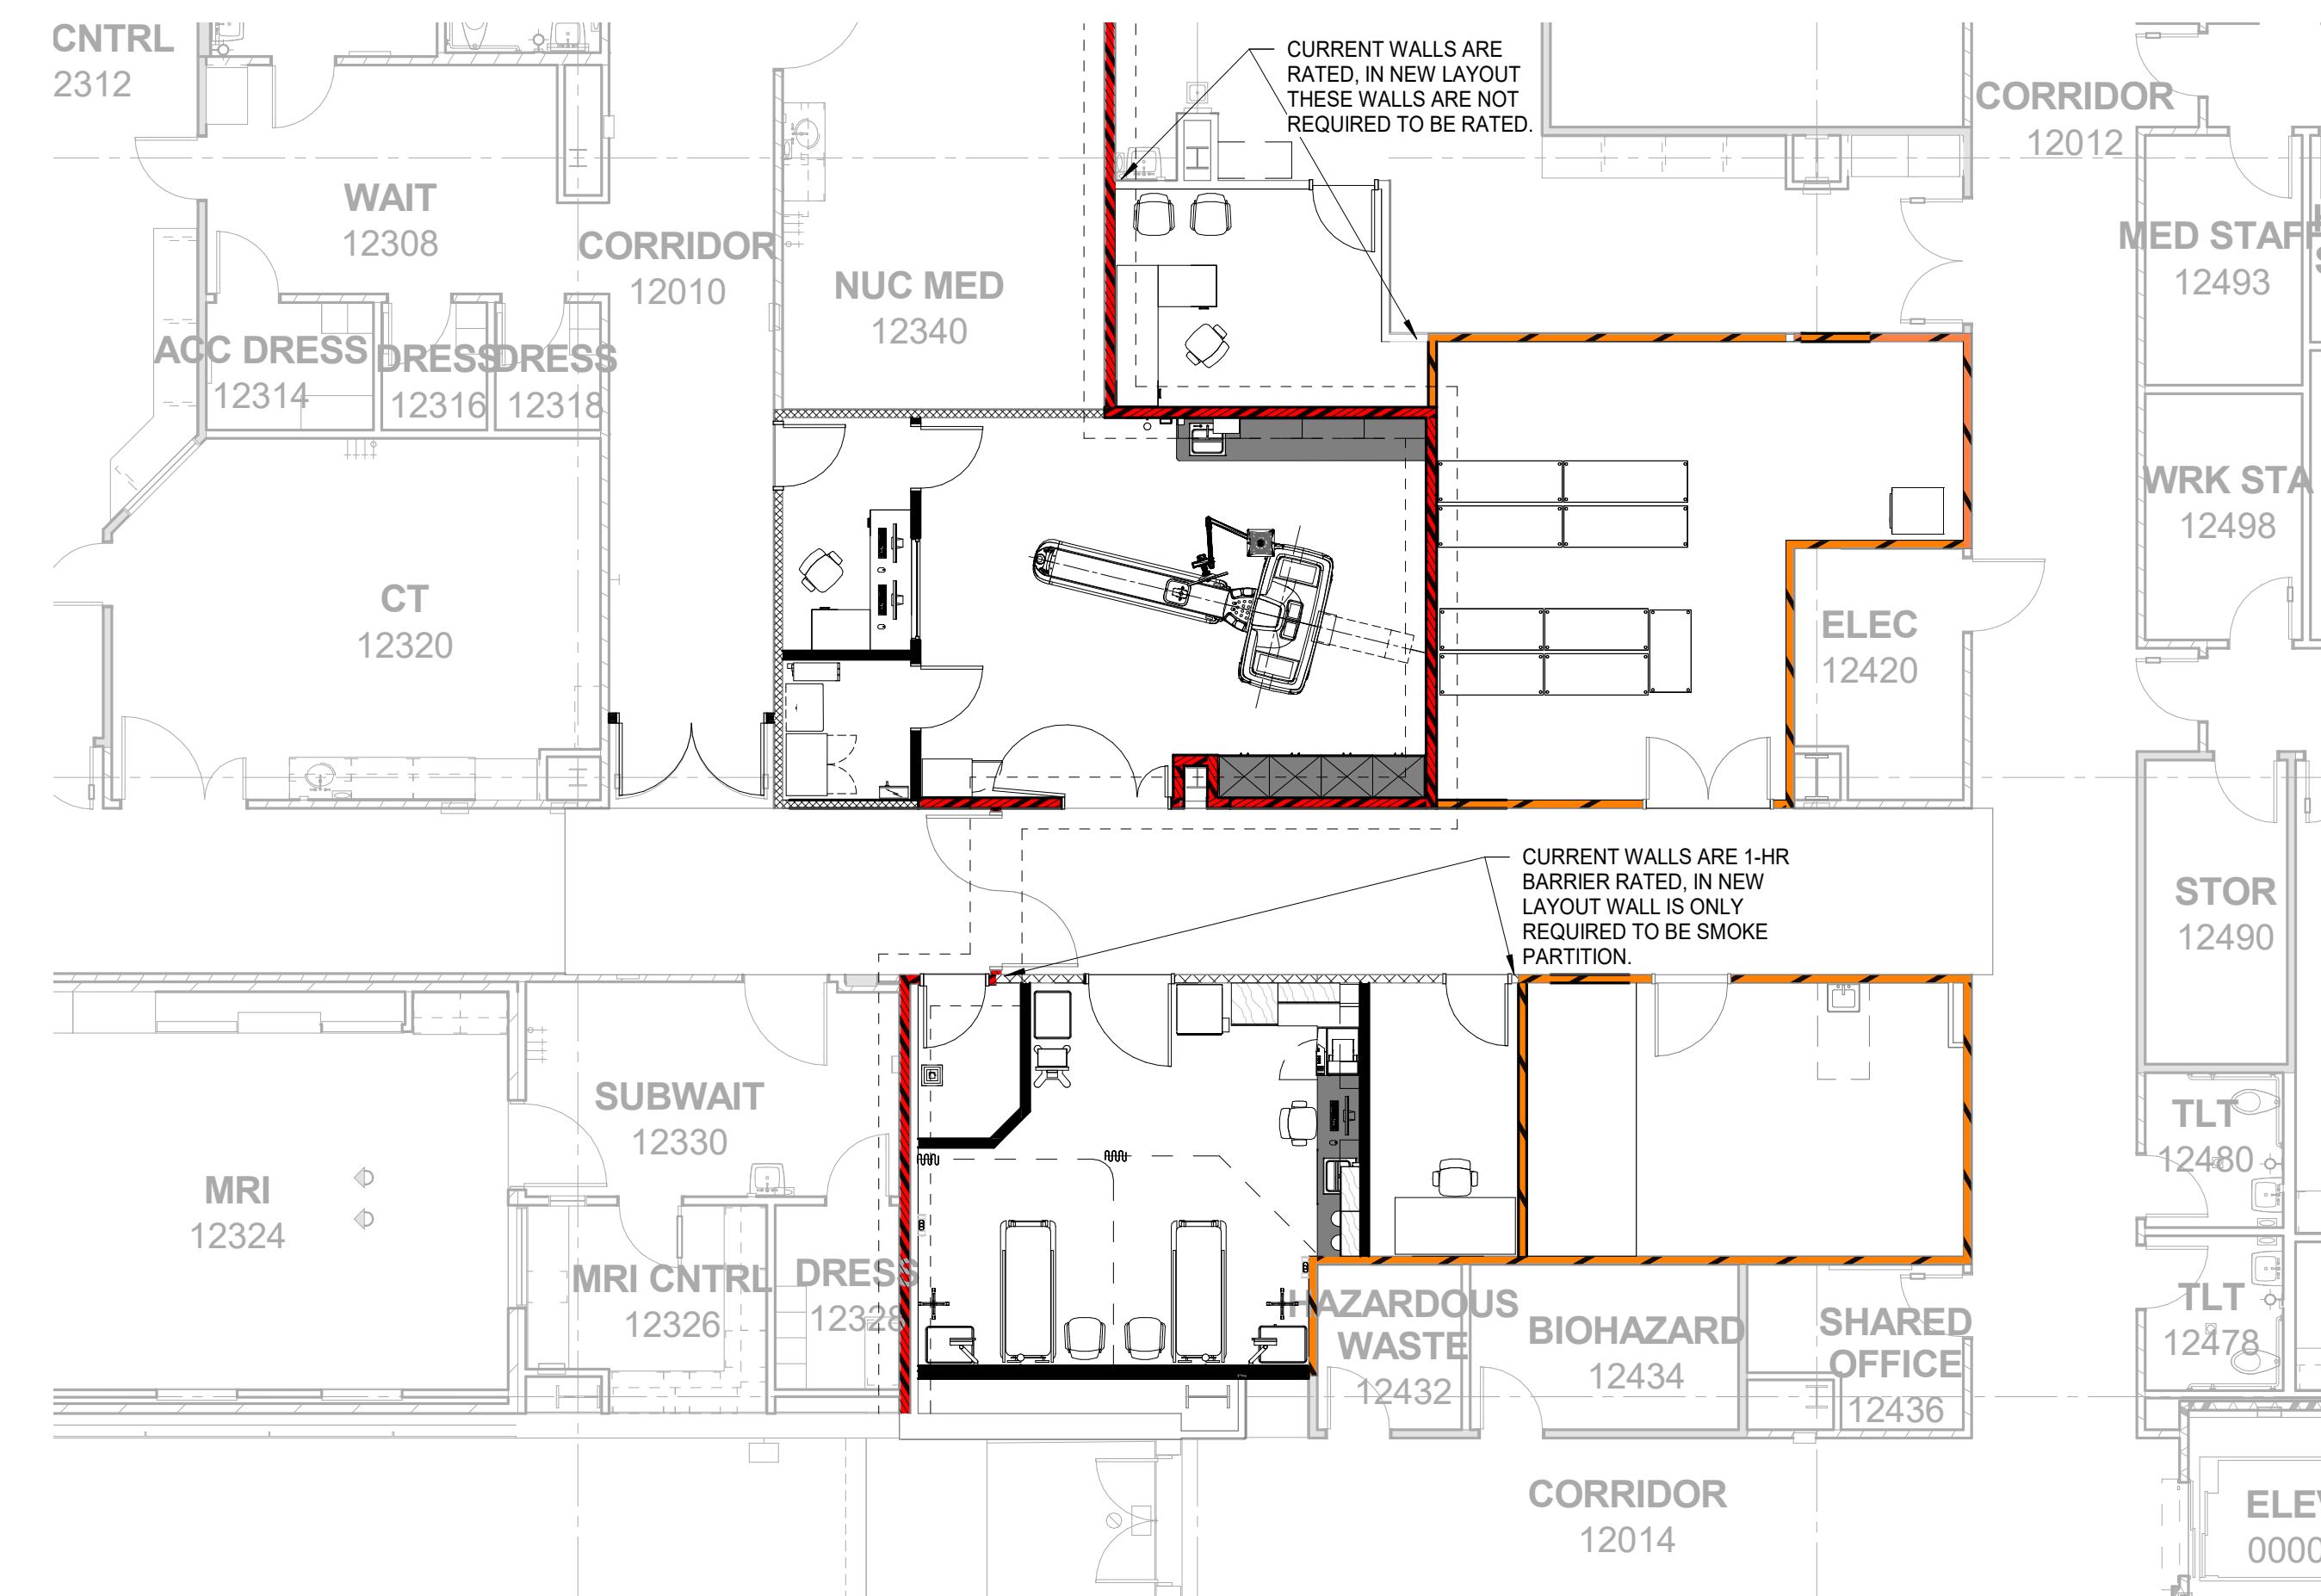 CNTRL
2312
WAIT
12308
CORRIDOR
12010
NUC MED
12340
CURRENT WALLS ARE
RATED, IN NEW LAYOUT
THESE WALLS ARE NOT
REQUIRED TO BE RATED.
CORRIDOR
12012
MED STAFF
12493
ACC DRESS
12314
DRESS
12316
DRESS
12318
WRK STA
12498
CT
12320
ELEC
12420
CURRENT WALLS ARE 1-HR
BARRIER RATED, IN NEW
LAYOUT WALL IS ONLY
REQUIRED TO BE SMOKE
PARTITION.
STOR
12490
SUBWAIT
12330
TLT
12480
MRI
12324
MRI CNTRL
12326
DRESS
12328
HAZARDOUS
WASTE
12432
BIOHAZARD
12434
SHARED
OFFICE
12436
TLT
12478
CORRIDOR
12014
ELEV
0000